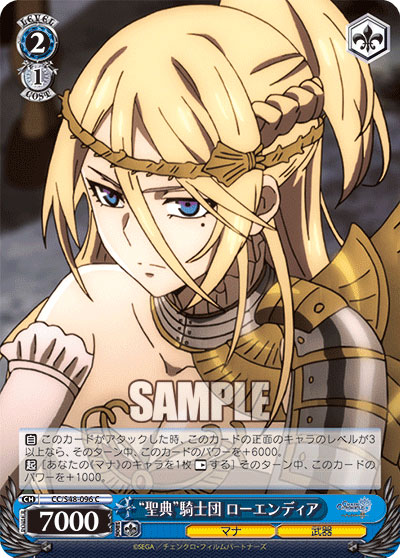 LEVEL
2
1
COST
SAMPLE
自 このカードがアタックした時、このカードの正面のキャラのレベルが3
以上なら、そのターン中、このカードのパワーを+6000。
起 [あなたの《マナ》のキャラを1枚レストする] そのターン中、このカードの
パワーを+1000。
CH
CC/S48-096 C
POWER
7000
“聖典”騎士団 ローエンディア
マナ
武器
©SEGA／チェンクロ・フィルムパートナーズ